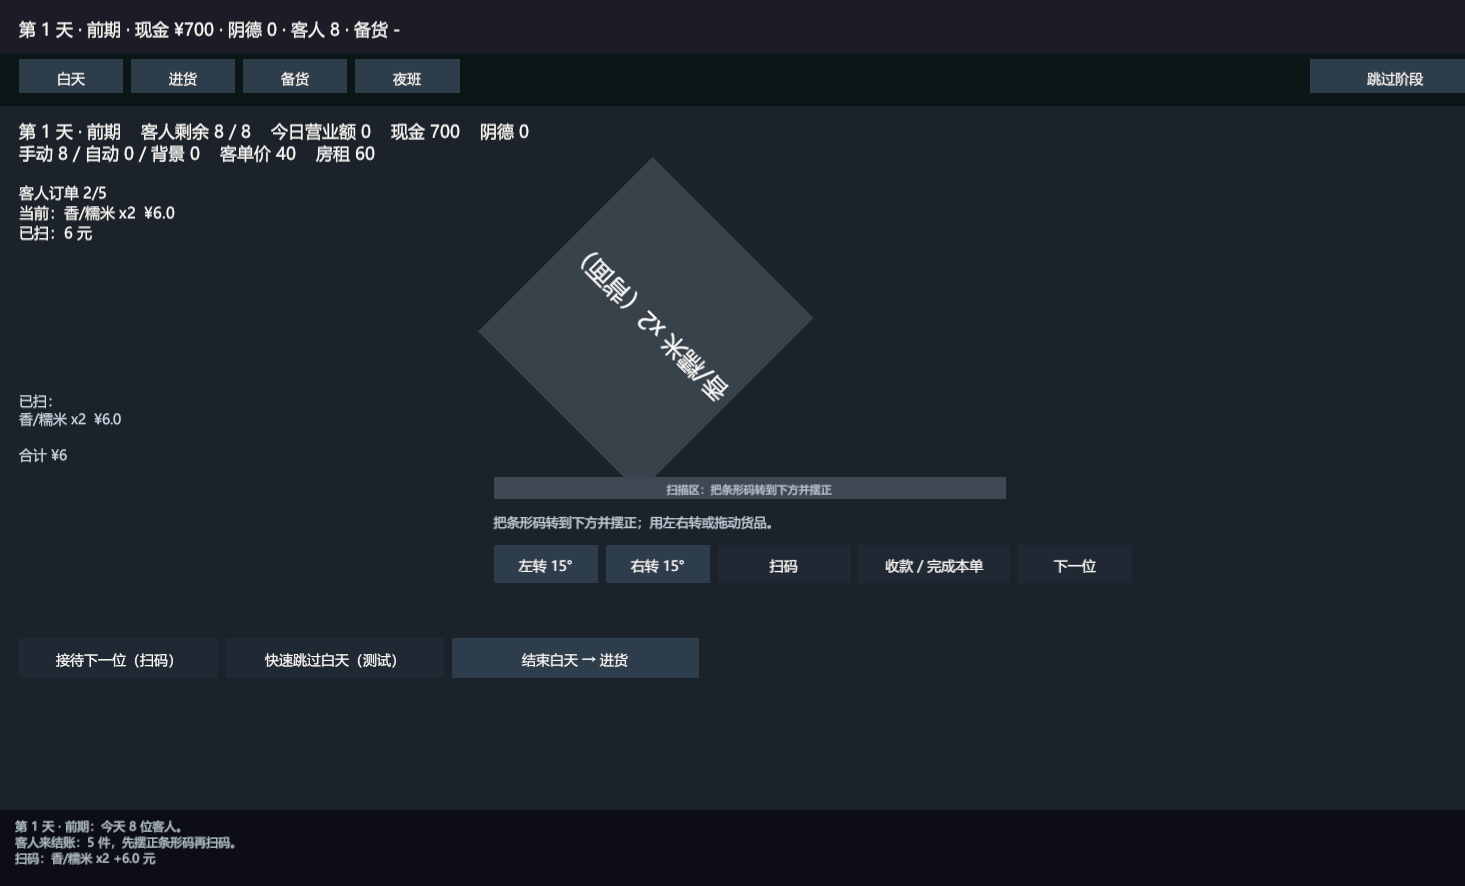 第 1 天 · 前期 · 现金 ¥700 · 阴德 0 · 客人 8 · 备货 -
白天 进货 备货 夜班 跳过阶段
第 1 天 · 前期 客人剩余 8 / 8 今日营业额 0 现金 700 阴德 0
手动 8 / 自动 0 / 背景 0 客单价 40 房租 60
客人订单 2/5
当前：香/糯米 x2 ¥6.0
已扫：6 元
香/糯米 x2（背面）
已扫：
香/糯米 x2 ¥6.0
合计 ¥6
扫描区：把条形码转到下方并摆正
把条形码转到下方并摆正；用左右转或拖动货品。
左转 15° 右转 15° 扫码 收款 / 完成本单 下一位
接待下一位（扫码） 快速跳过白天（测试） 结束白天 → 进货
第 1 天 · 前期：今天 8 位客人。
客人来结账：5 件，先摆正条形码再扫码。
扫码：香/糯米 x2 +6.0 元